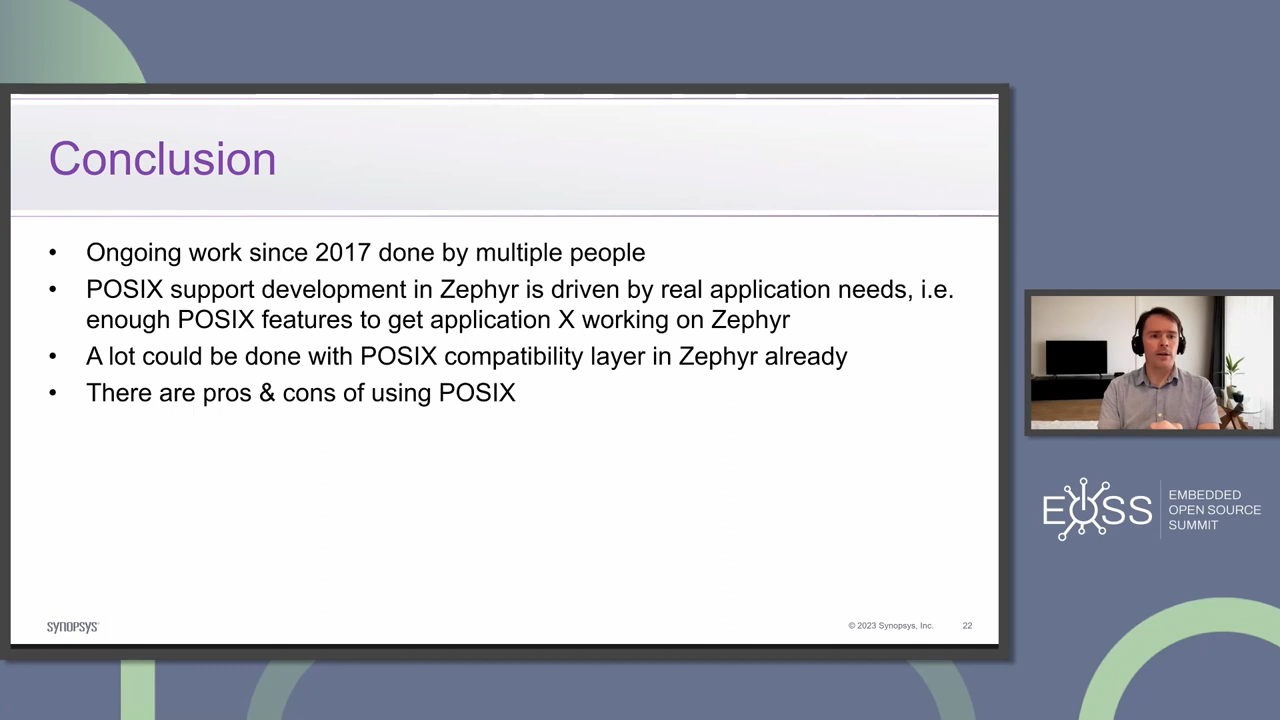 Conclusion
• Ongoing work since 2017 done by multiple people
• POSIX support development in Zephyr is driven by real application needs, i.e.
enough POSIX features to get application X working on Zephyr
• A lot could be done with POSIX compatibility layer in Zephyr already
• There are pros & cons of using POSIX
SYNOPSYS®
© 2023 Synopsys, Inc. 22
EOSS
EMBEDDED
OPEN SOURCE
SUMMIT